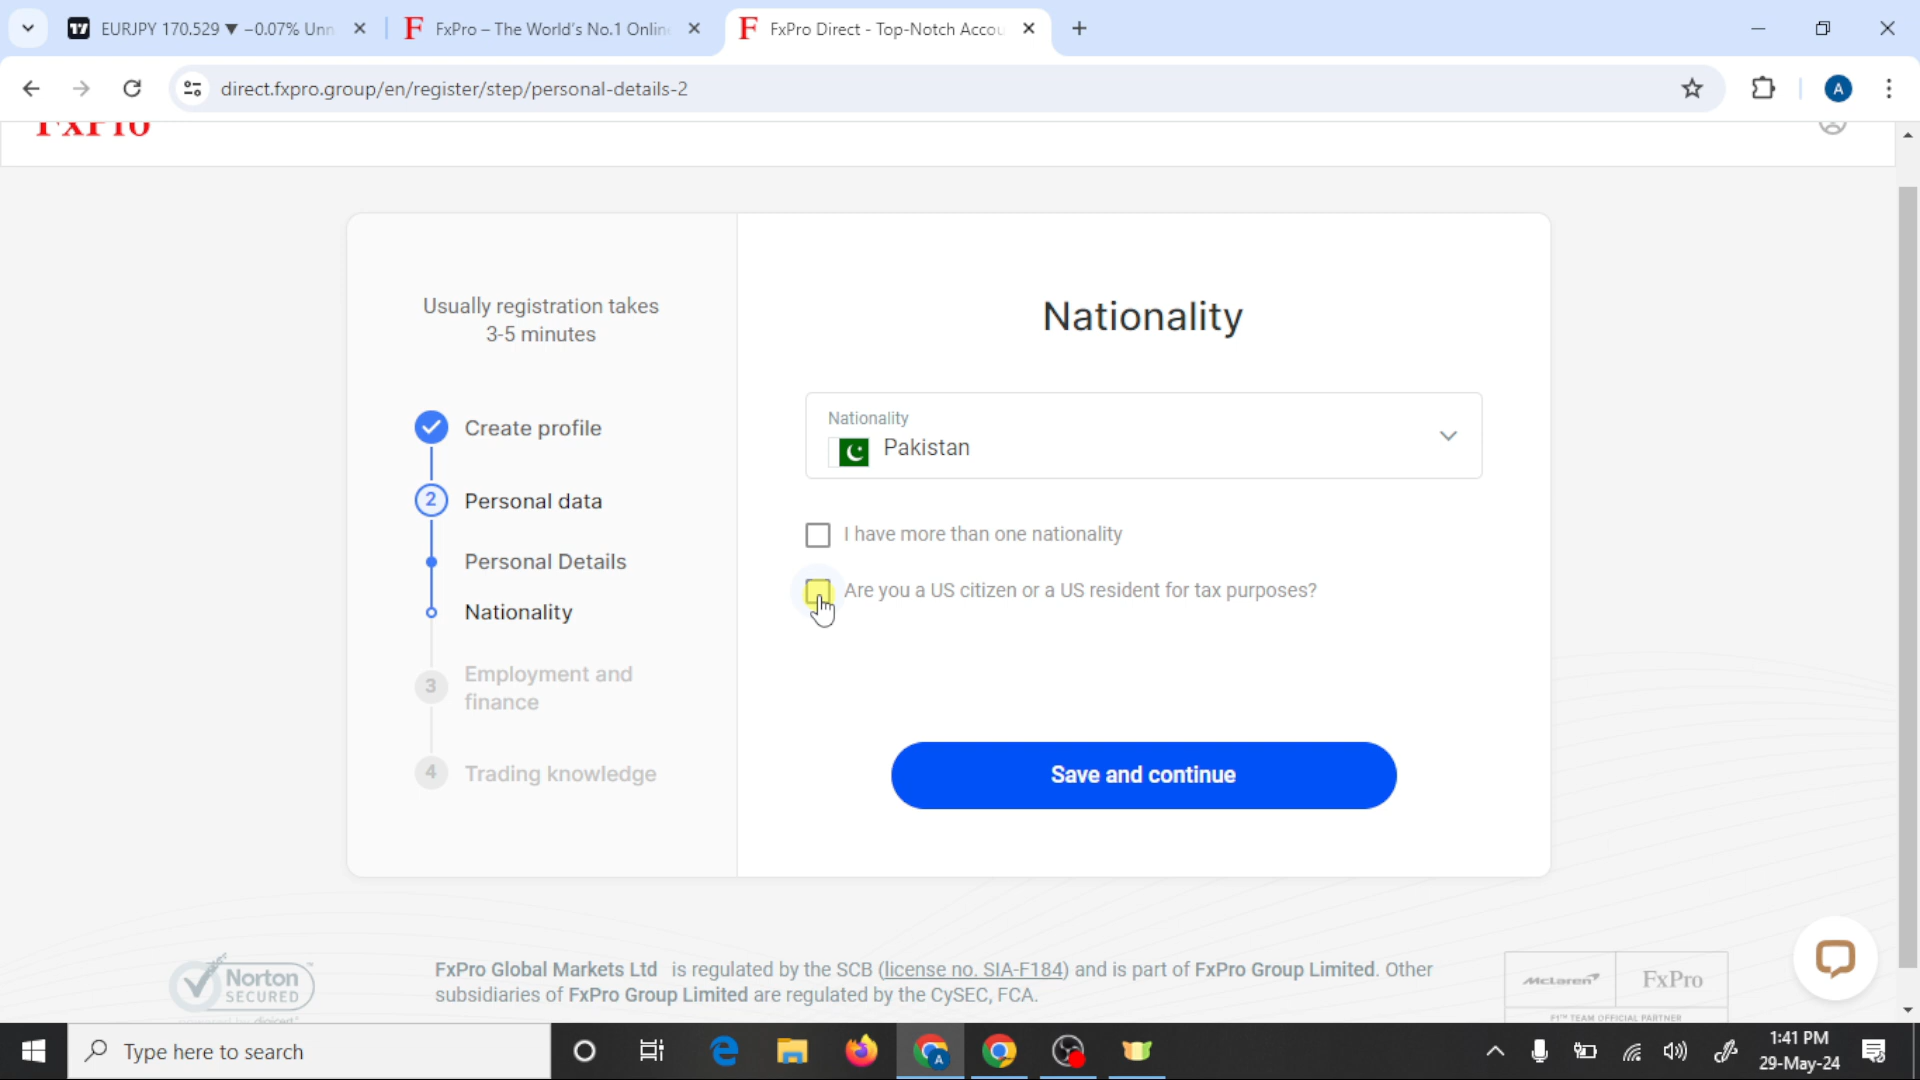 EURJPY 170.529 ▼ −0.07% Unn
FxPro – The World's No.1 Onlin
FxPro Direct - Top-Notch Accou
direct.fxpro.group/en/register/step/personal-details-2
A
FxPro
Usually registration takes
3-5 minutes
Create profile
2 Personal data
Personal Details
Nationality
3 Employment and
finance
4 Trading knowledge
Nationality
Nationality
Pakistan
I have more than one nationality
Are you a US citizen or a US resident for tax purposes?
Save and continue
Norton
SECURED
FxPro Global Markets Ltd is regulated by the SCB (license no. SIA-F184) and is part of FxPro Group Limited. Other
subsidiaries of FxPro Group Limited are regulated by the CySEC, FCA.
McLaren
FxPro
F1™ TEAM OFFICIAL PARTNER
Type here to search
1:41 PM
29-May-24